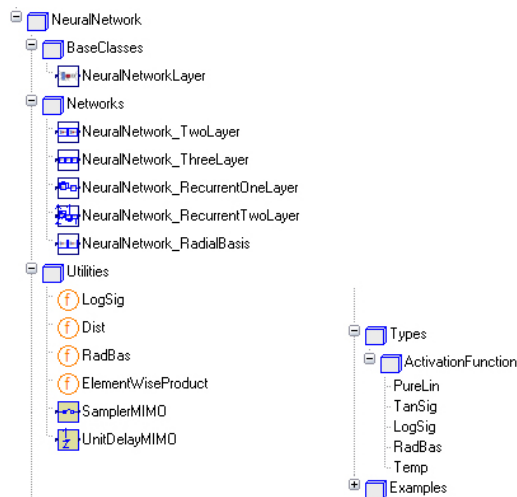 NeuralNetwork
BaseClasses
NeuralNetworkLayer
Networks
NeuralNetwork_TwoLayer
NeuralNetwork_ThreeLayer
NeuralNetwork_RecurrentOneLayer
NeuralNetwork_RecurrentTwoLayer
NeuralNetwork_RadialBasis
Utilities
f LogSig
f Dist
f RadBas
f ElementWiseProduct
SamplerMIMO
UnitDelayMIMO
Types
ActivationFunction
PureLin
TanSig
LogSig
RadBas
Temp
Examples